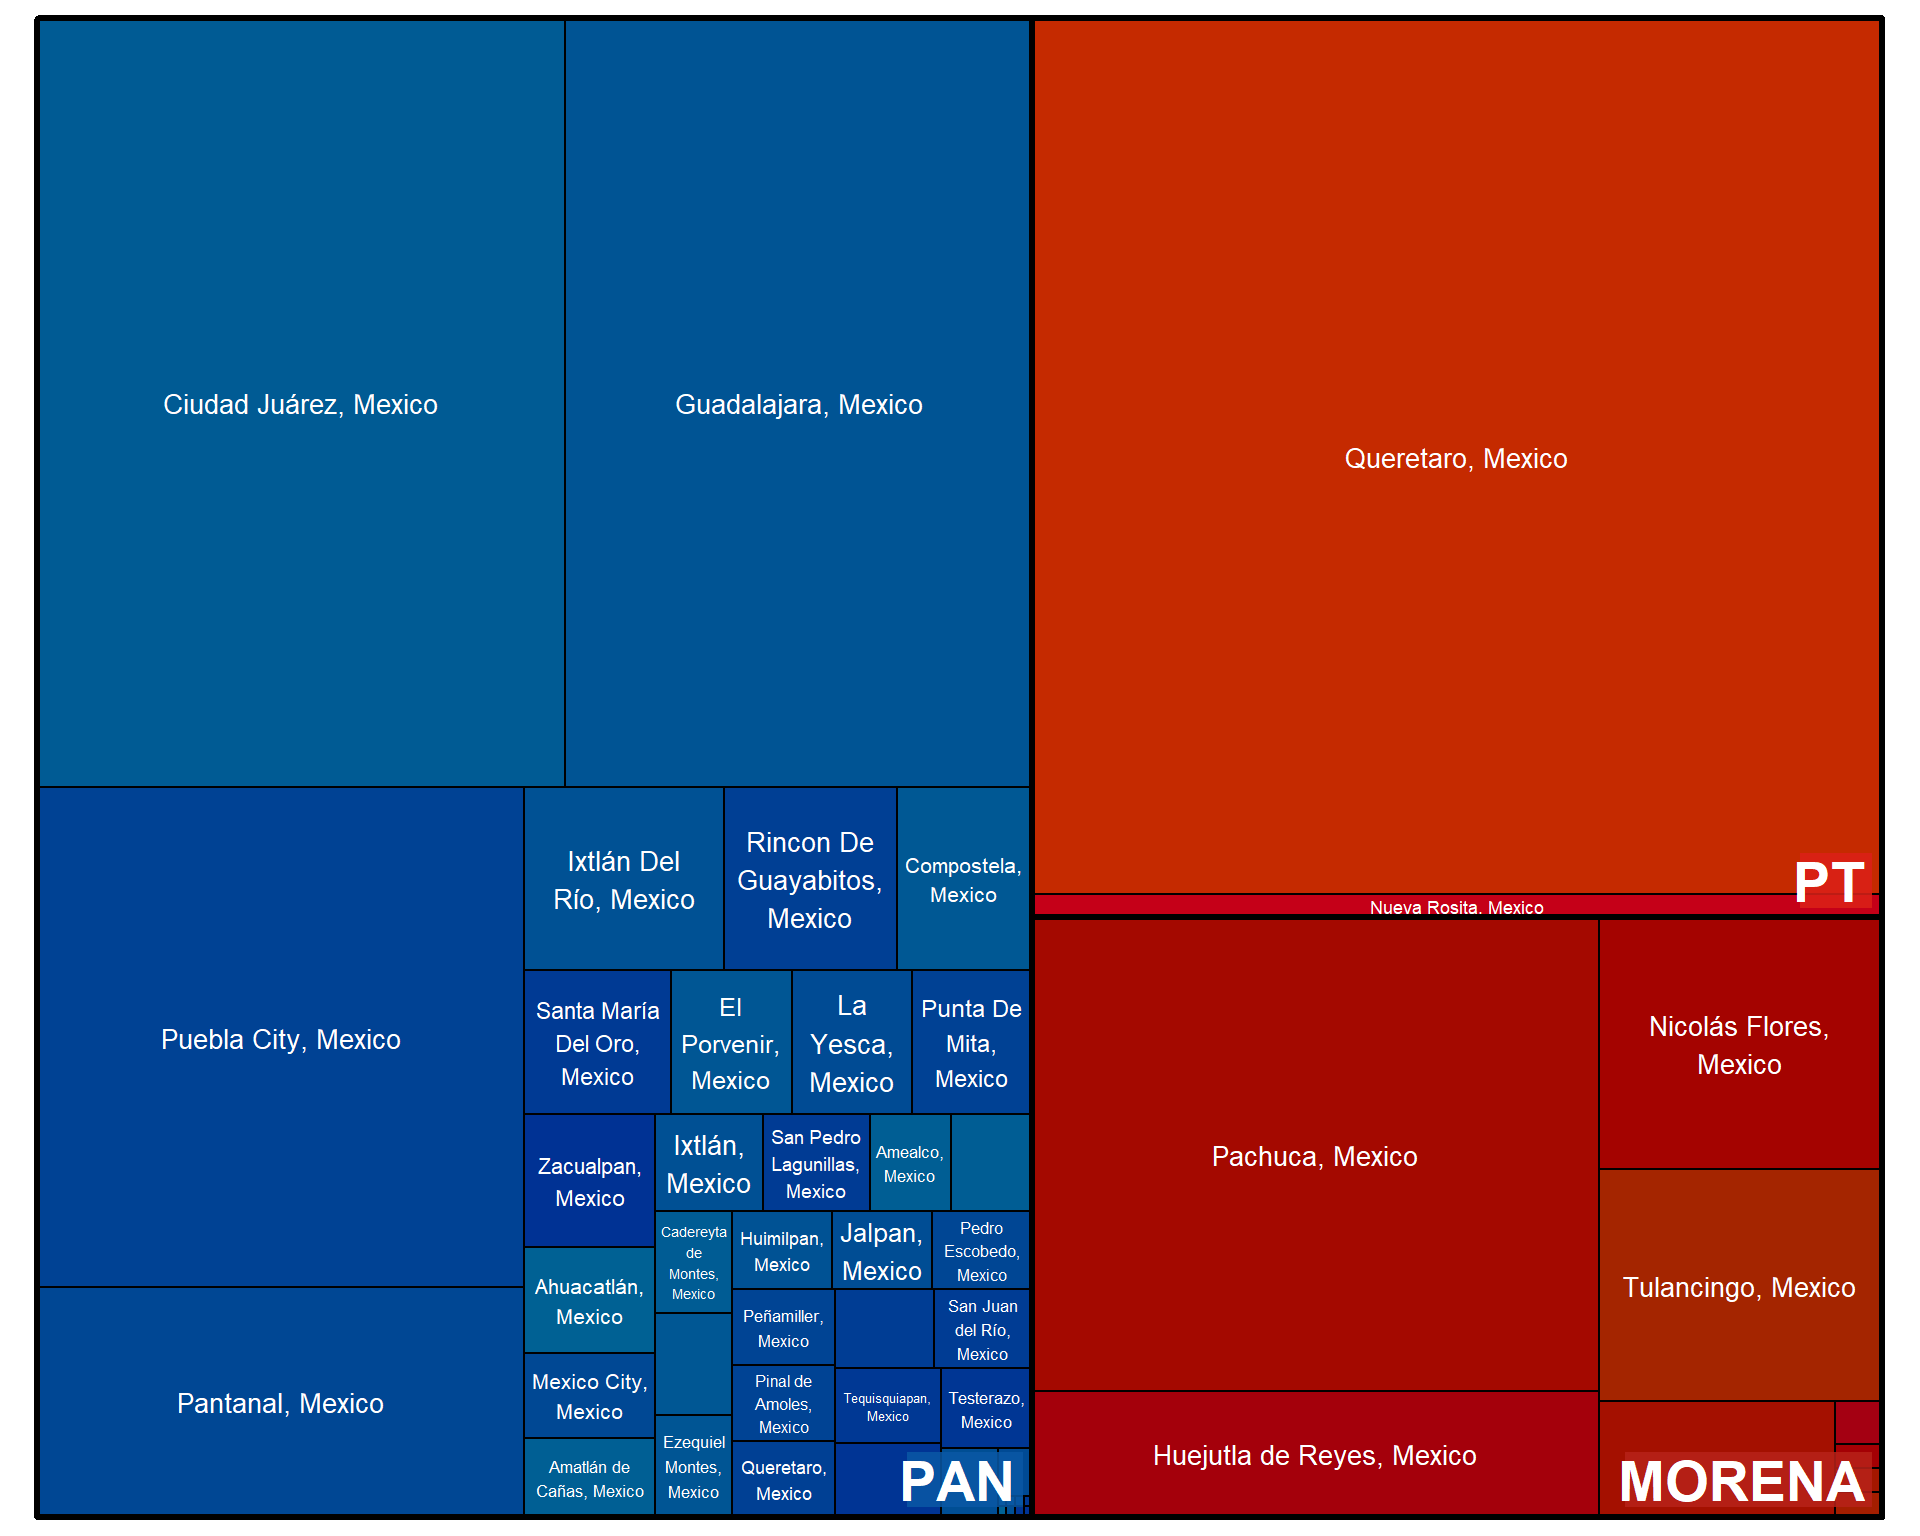 Ciudad Juárez, Mexico
Guadalajara, Mexico
Puebla City, Mexico
Pantanal, Mexico
Ixtlán Del
Río, Mexico
Rincon De
Guayabitos,
Mexico
Compostela,
Mexico
Santa María
Del Oro,
Mexico
El
Porvenir,
Mexico
La
Yesca,
Mexico
Punta De
Mita,
Mexico
Zacualpan,
Mexico
Ixtlán,
Mexico
San Pedro
Lagunillas,
Mexico
Amealco,
Mexico
Ahuacatlán,
Mexico
Mexico City,
Mexico
Amatlán de
Cañas, Mexico
Cadereyta
de
Montes,
Mexico
Ezequiel
Montes,
Mexico
Huimilpan,
Mexico
Jalpan,
Mexico
Pedro
Escobedo,
Mexico
Peñamiller,
Mexico
San Juan
del Río,
Mexico
Pinal de
Amoles,
Mexico
Tequisquiapan,
Mexico
Testerazo,
Mexico
Queretaro,
Mexico
PAN
Queretaro, Mexico
Nueva Rosita, Mexico
PT
Pachuca, Mexico
Huejutla de Reyes, Mexico
Nicolás Flores,
Mexico
Tulancingo, Mexico
MORENA